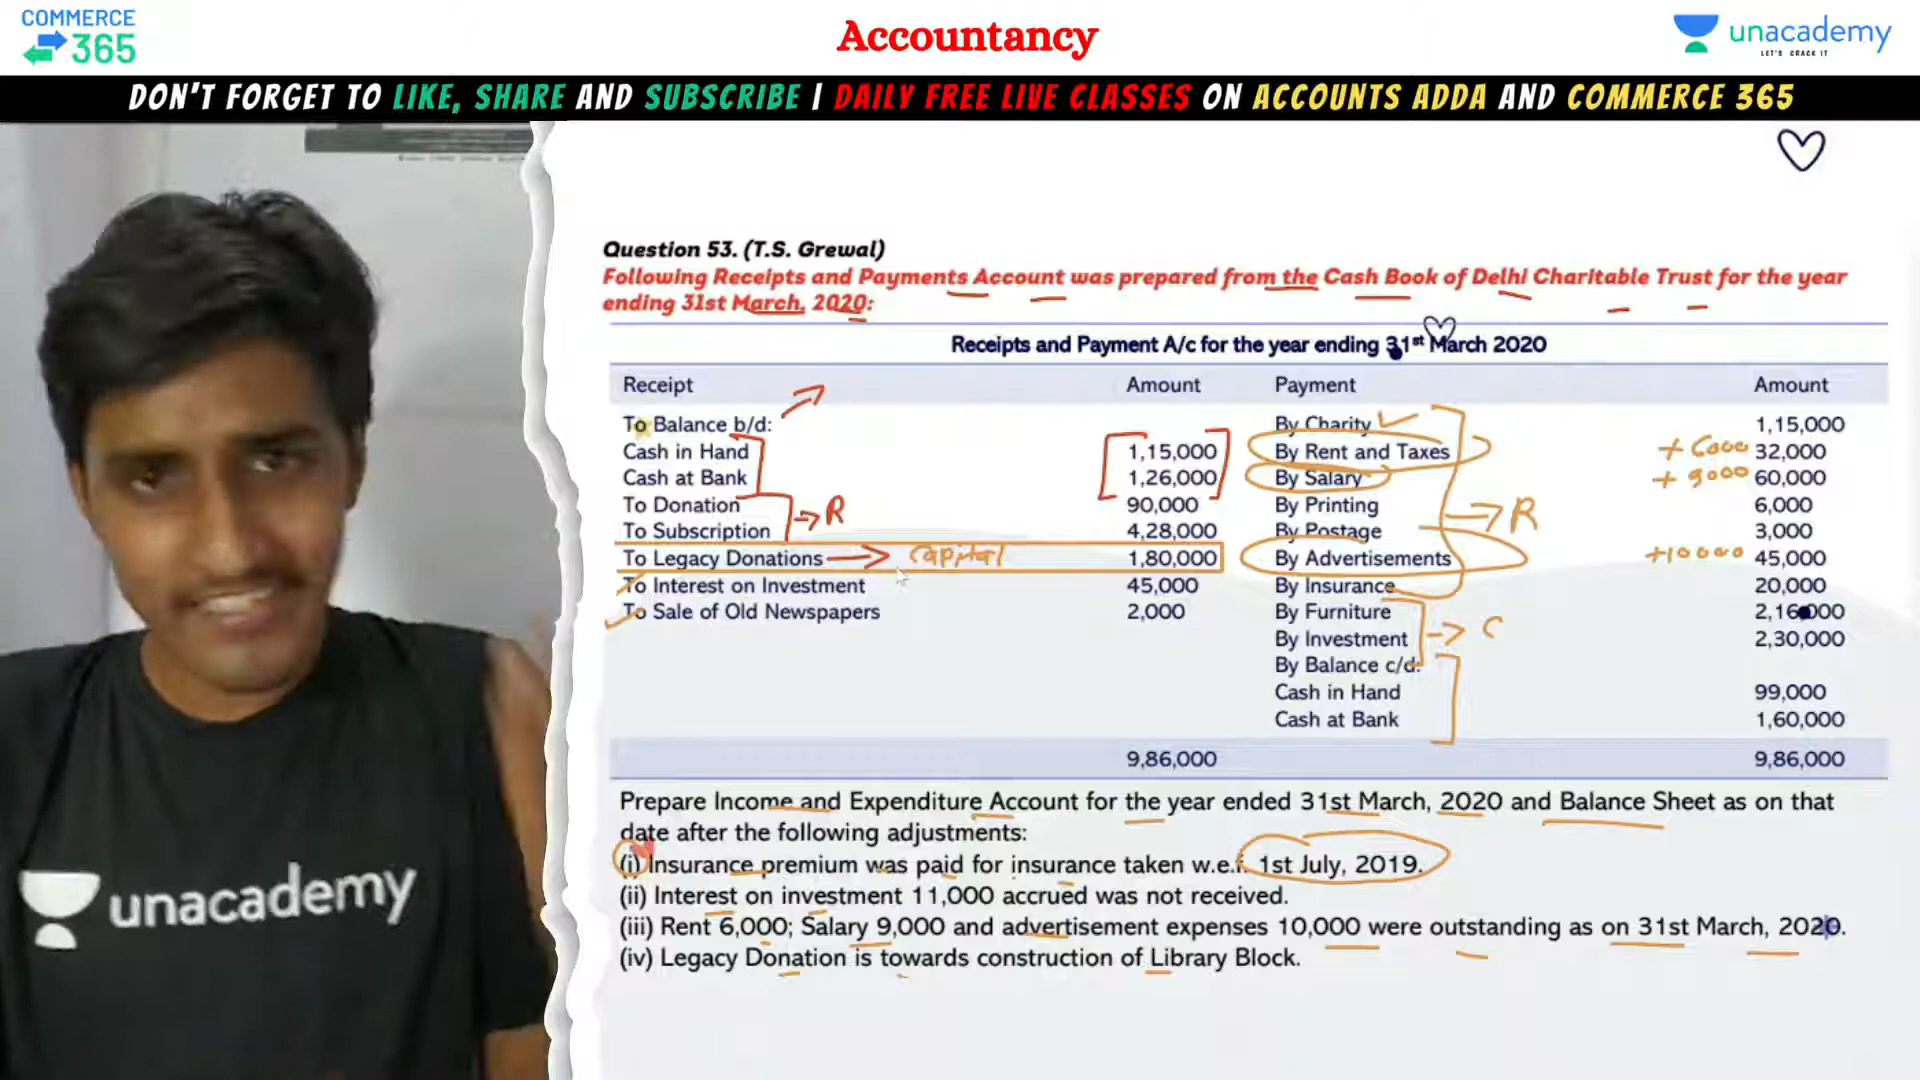 COMMERCE
365
Accountancy
unacademy
LET'S CRACK IT
DON'T FORGET TO LIKE, SHARE AND SUBSCRIBE | DAILY FREE LIVE CLASSES ON ACCOUNTS ADDA AND COMMERCE 365
Question 53. (T.S. Grewal)
Following Receipts and Payments Account was prepared from the Cash Book of Delhi Charitable Trust for the year
ending 31st March, 2020:
Receipts and Payment A/c for the year ending 31st March 2020
Receipt Amount Payment Amount
To Balance b/d: By Charity 1,15,000
Cash in Hand 1,15,000 By Rent and Taxes +6000 32,000
Cash at Bank 1,26,000 By Salary +9000 60,000
To Donation → R 90,000 By Printing → R 6,000
To Subscription 4,28,000 By Postage 3,000
To Legacy Donations → capital 1,80,000 By Advertisements +10000 45,000
To Interest on Investment 45,000 By Insurance 20,000
To Sale of Old Newspapers 2,000 By Furniture → C 2,16,000
By Investment 2,30,000
By Balance c/d:
Cash in Hand 99,000
Cash at Bank 1,60,000
9,86,000 9,86,000
Prepare Income and Expenditure Account for the year ended 31st March, 2020 and Balance Sheet as on that
date after the following adjustments:
(i) Insurance premium was paid for insurance taken w.e.f. 1st July, 2019.
(ii) Interest on investment 11,000 accrued was not received.
(iii) Rent 6,000; Salary 9,000 and advertisement expenses 10,000 were outstanding as on 31st March, 2020.
(iv) Legacy Donation is towards construction of Library Block.
unacademy